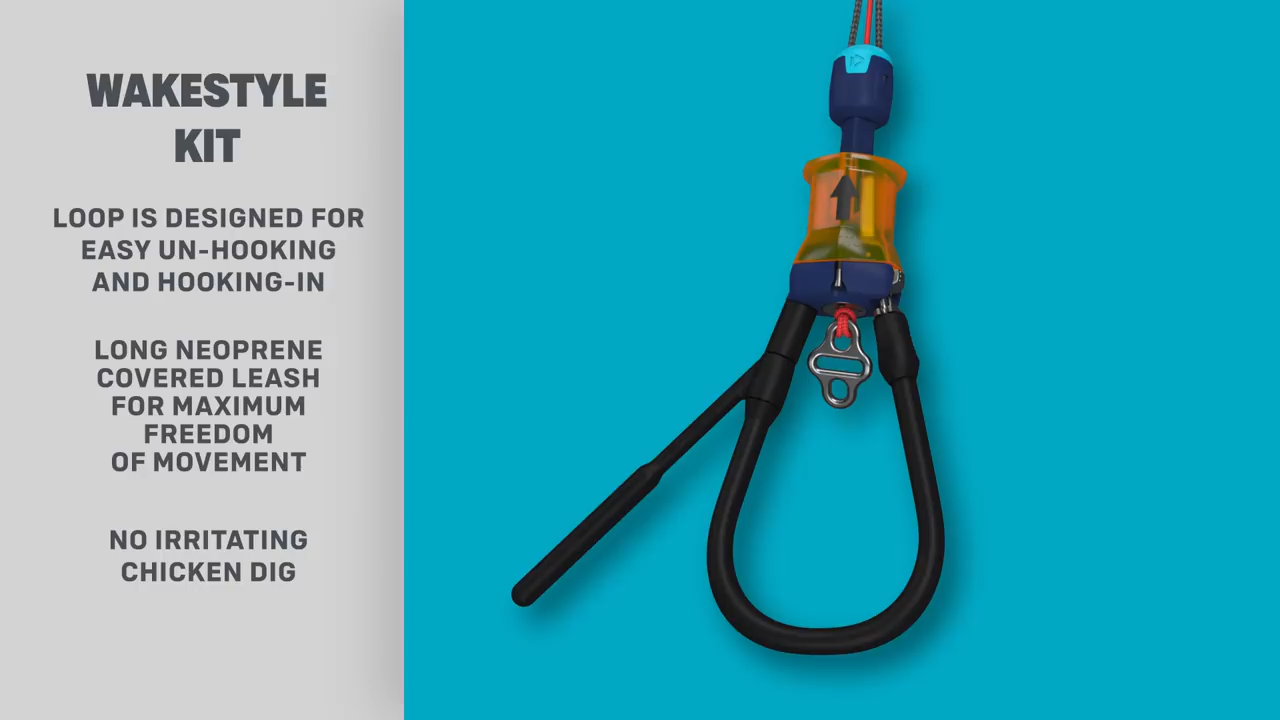 WAKESTYLE
KIT
LOOP IS DESIGNED FOR
EASY UN-HOOKING
AND HOOKING-IN
LONG NEOPRENE
COVERED LEASH
FOR MAXIMUM
FREEDOM
OF MOVEMENT
NO IRRITATING
CHICKEN DIG